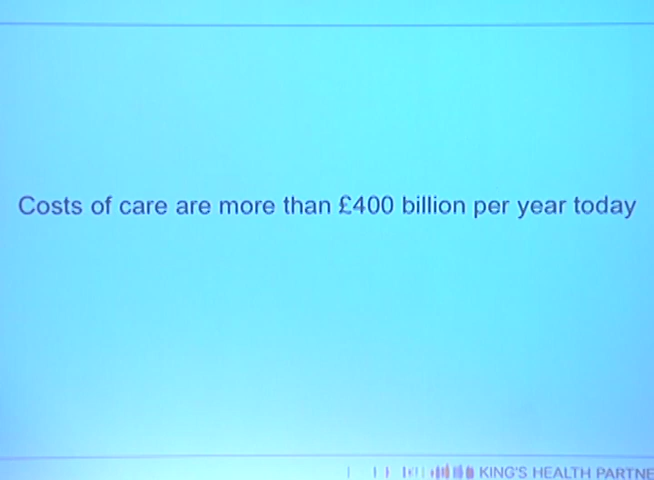 Costs of care are more than £400 billion per year today
KING'S HEALTH PARTNE